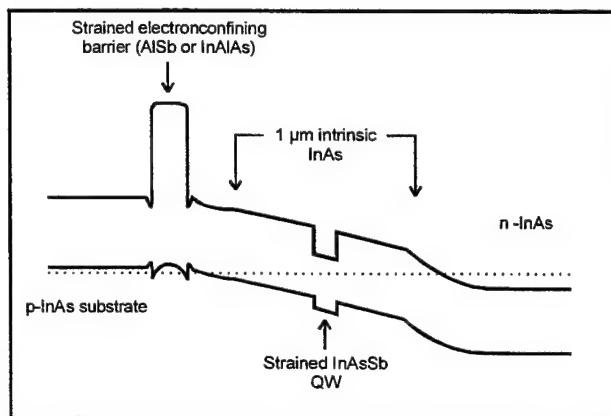 Strained electronconfining
barrier (AlSb or InAlAs)
1 µm intrinsic
InAs
n -InAs
p-InAs substrate
Strained InAsSb
QW